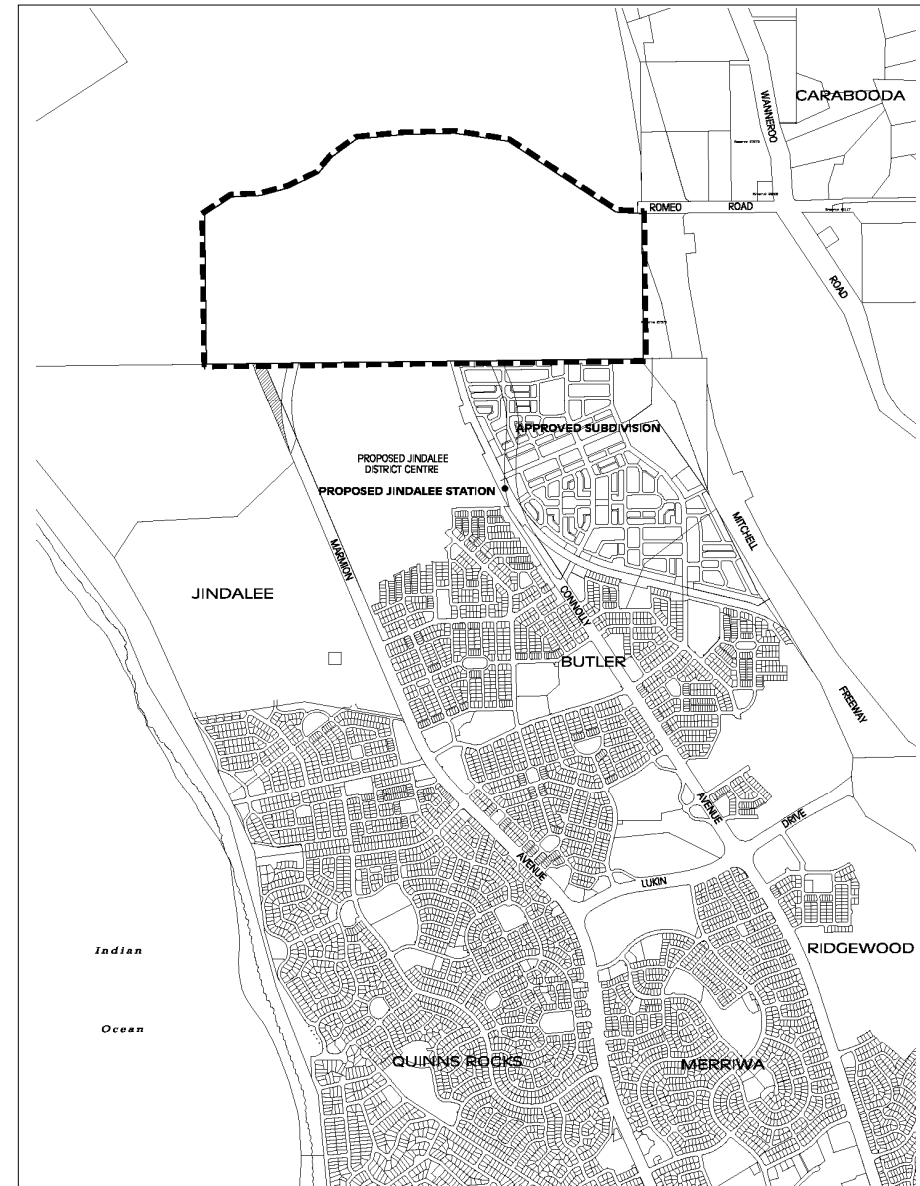 CARABOODA
WANNEROO
ROMEO ROAD
ROAD
APPROVED SUBDIVISION
PROPOSED JINDALEE
DISTRICT CENTRE
PROPOSED JINDALEE STATION
MITCHELL
MARMION
JINDALEE
CONNOLLY
BUTLER
FREEWAY
AVENUE
DRIVE
AVENUE
LUKIN
Indian
RIDGEWOOD
Ocean
QUINNS ROCKS
MERRIWA